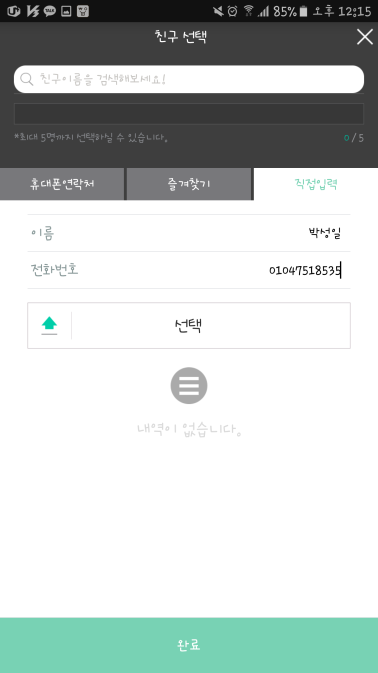 85% 오후 12:15
친구 선택
친구이름을 검색해보세요!
*최대 5명까지 선택하실 수 있습니다.
0 / 5
휴대폰연락처 즐겨찾기 직접입력
이름 박성일
전화번호 01047518535
선택
내역이 없습니다.
완료